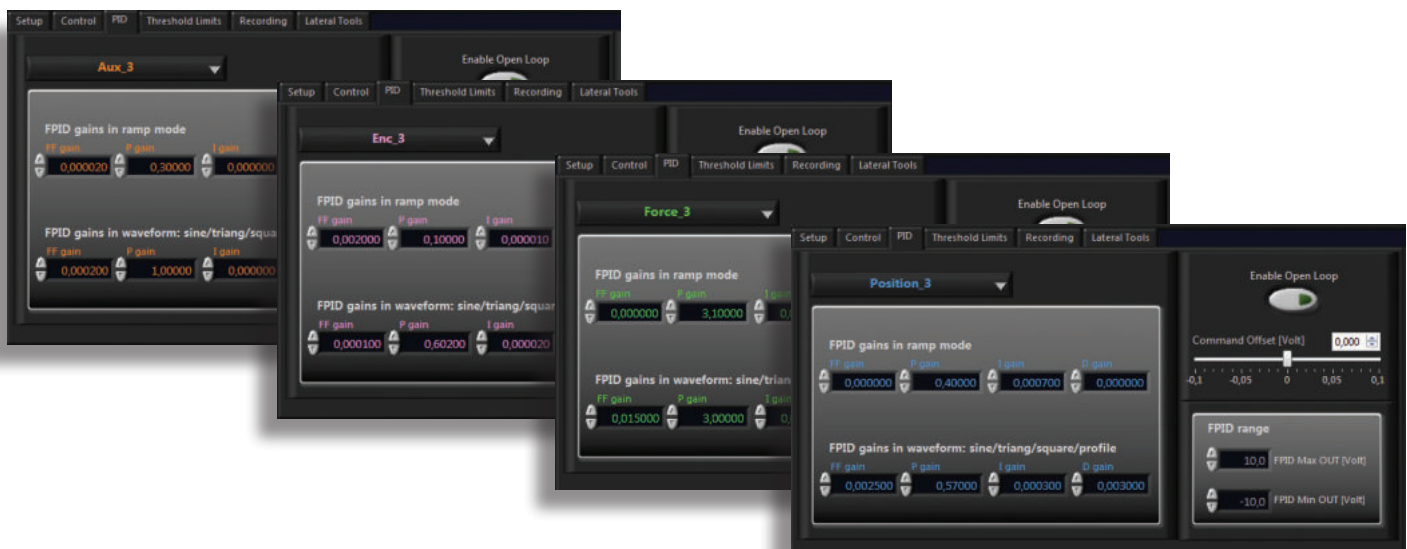 Setup Control PID Threshold Limits Recording Lateral Tools
Aux_3
Enable Open Loop
FPID gains in ramp mode
FF gain P gain I gain
0,000020 0,30000 0,000000
FPID gains in waveform: sine/triang/squa
FF gain P gain I gain
0,000200 1,00000 0,000000
Setup Control PID Threshold Limits Recording Lateral Tools
Enc_3
Enable Open Loop
FPID gains in ramp mode
FF gain P gain I gain
0,002000 0,10000 0,000010
FPID gains in waveform: sine/triang/squar
FF gain P gain I gain
0,000100 0,60200 0,000020
Setup Control PID Threshold Limits Recording Lateral Tools
Force_3
Enable Open Loop
FPID gains in ramp mode
FF gain P gain I gai
0,000000 3,10000 0,
FPID gains in waveform: sine/trian
FF gain P gain I gai
0,015000 3,00000 0,
Setup Control PID Threshold Limits Recording Lateral Tools
Position_3
Enable Open Loop
Command Offset [Volt] 0,000
-0,1 -0,05 0 0,05 0,1
FPID gains in ramp mode
FF gain P gain I gain D gain
0,000000 0,40000 0,000700 0,000000
FPID gains in waveform: sine/triang/square/profile
FF gain P gain I gain D gain
0,002500 0,57000 0,000300 0,003000
FPID range
10,0 FPID Max OUT [Volt]
-10,0 FPID Min OUT [Volt]